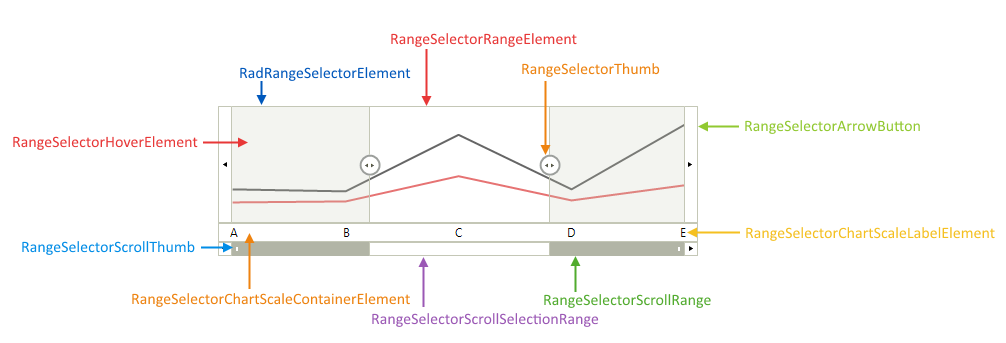 RangeSelectorRangeElement
RadRangeSelectorElement
RangeSelectorThumb
RangeSelectorArrowButton
RangeSelectorHoverElement
A B C D E
RangeSelectorChartScaleLabelElement
RangeSelectorScrollThumb
RangeSelectorChartScaleContainerElement
RangeSelectorScrollRange
RangeSelectorScrollSelectionRange